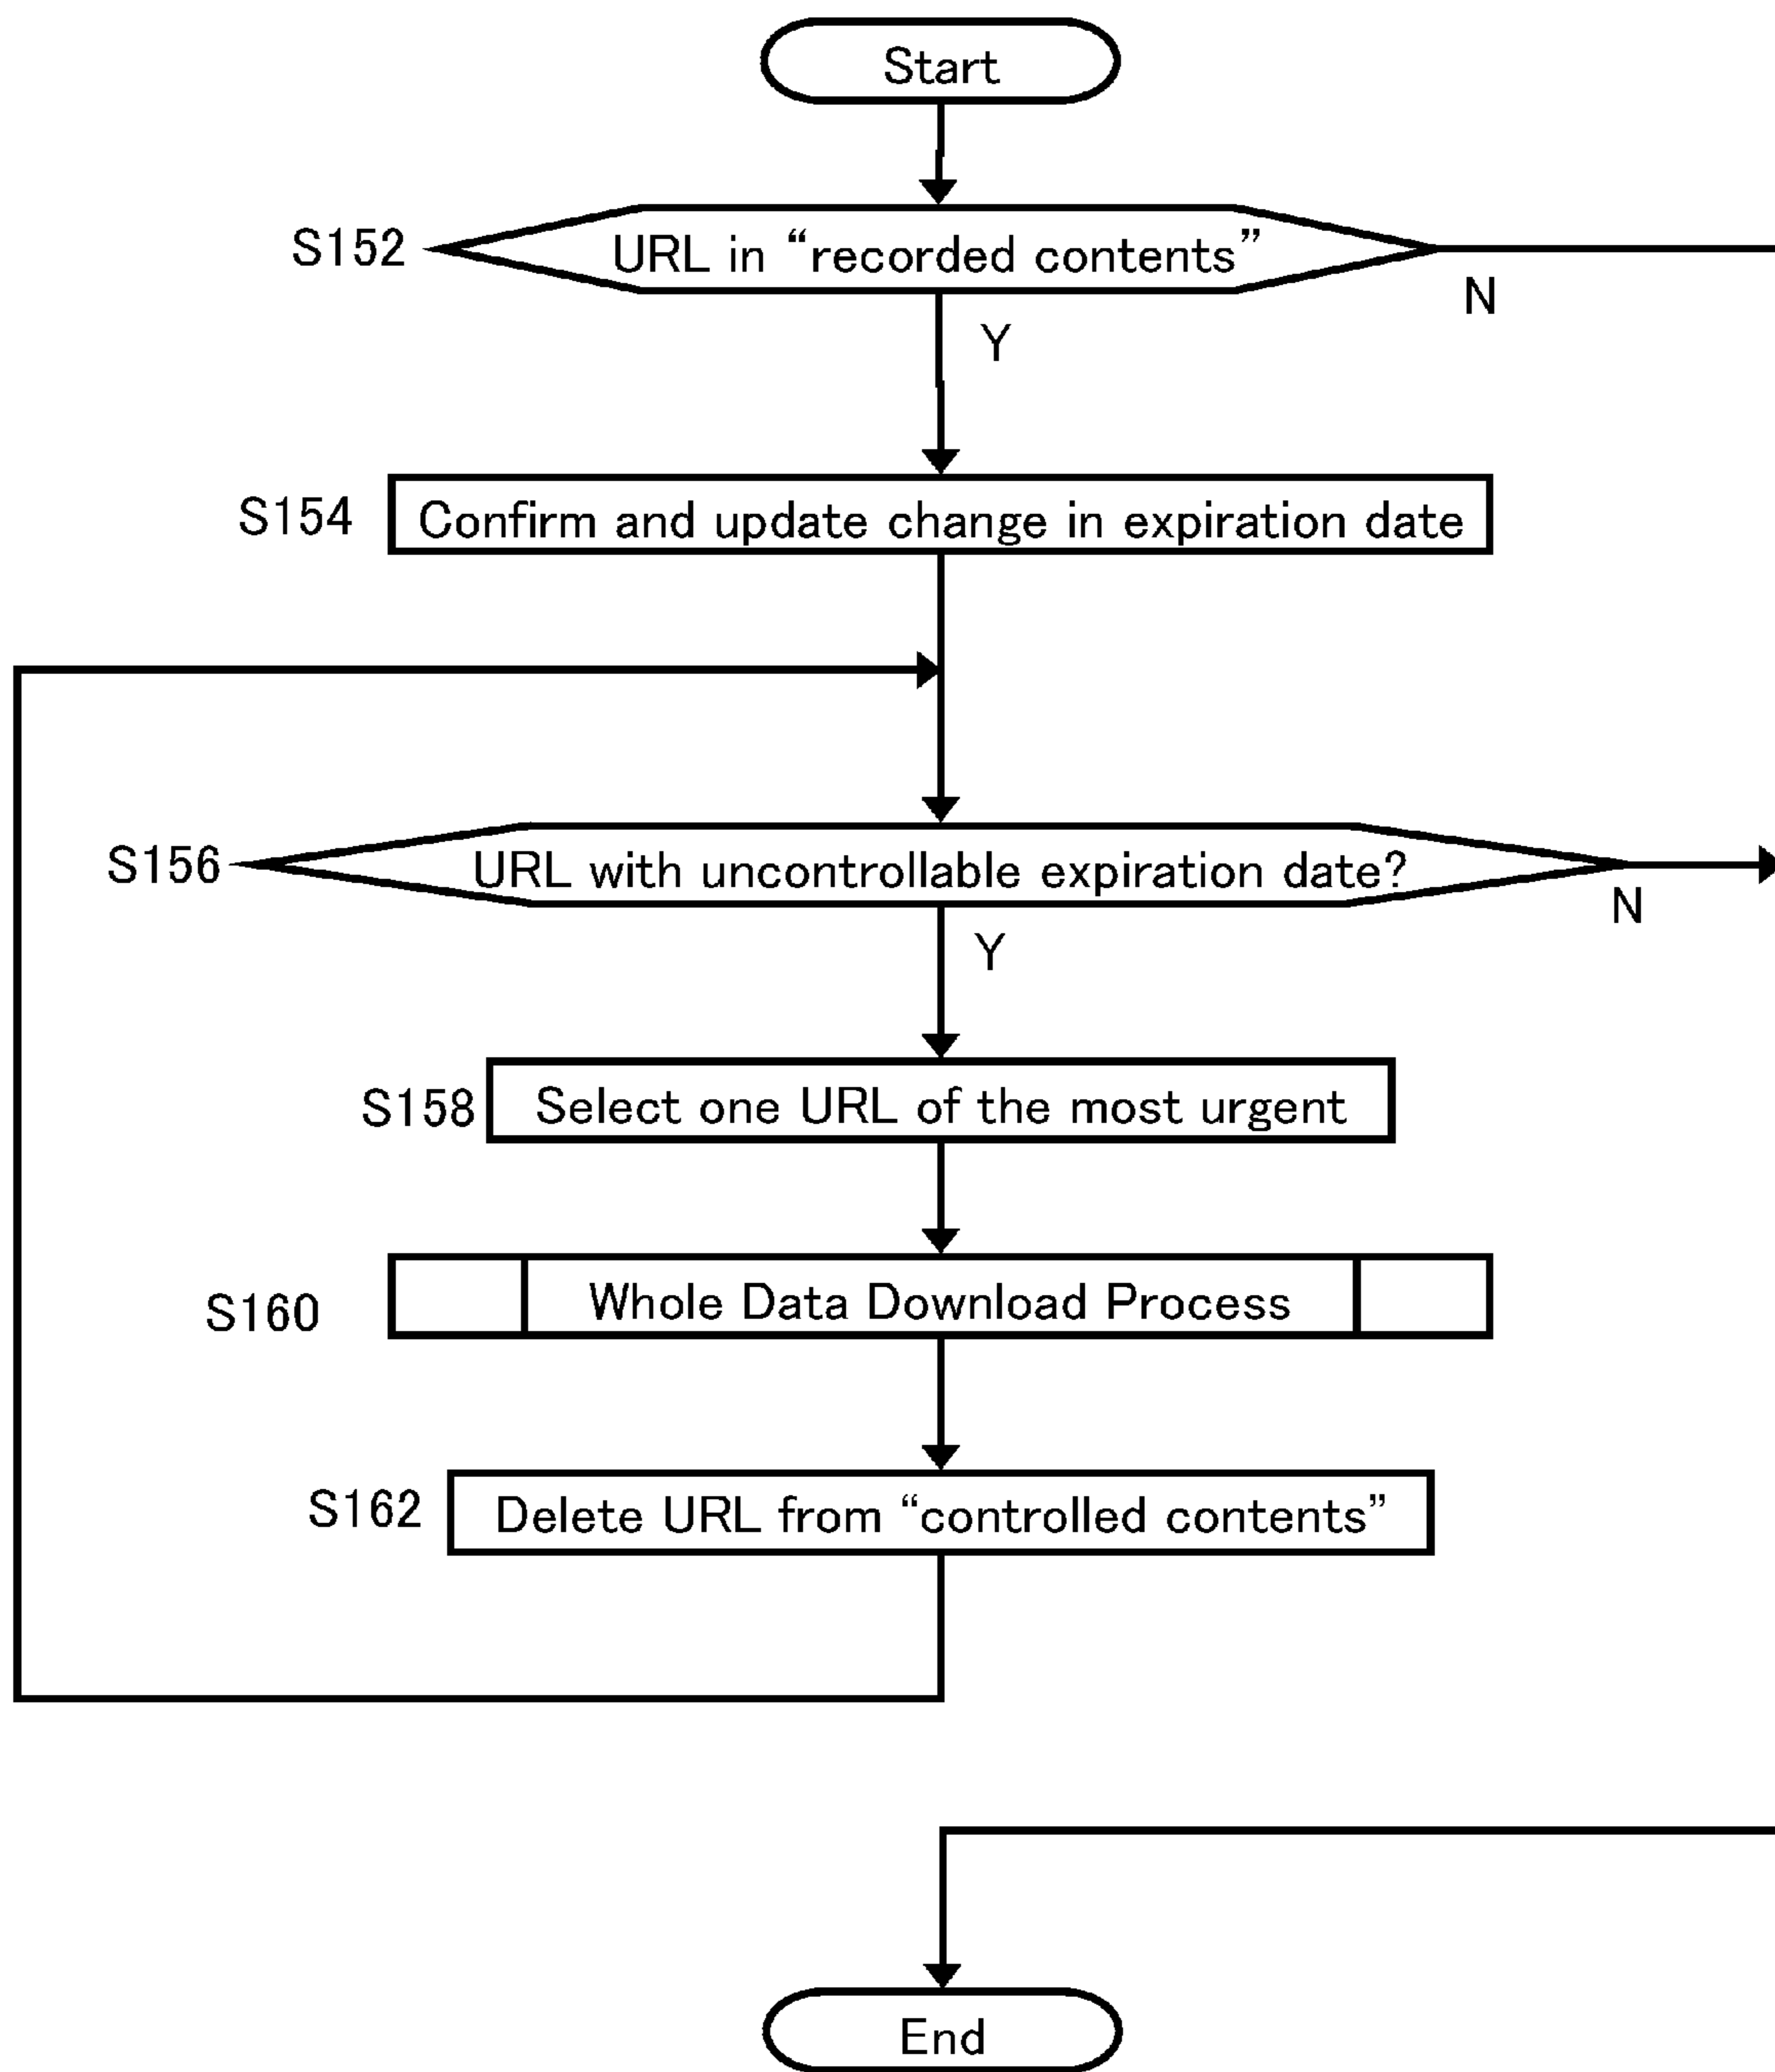 Start
S152
URL in “recorded contents”
N
Y
S154
Confirm and update change in expiration date
S156
URL with uncontrollable expiration date?
N
Y
S158
Select one URL of the most urgent
S160
Whole Data Download Process
S162
Delete URL from “controlled contents”
End